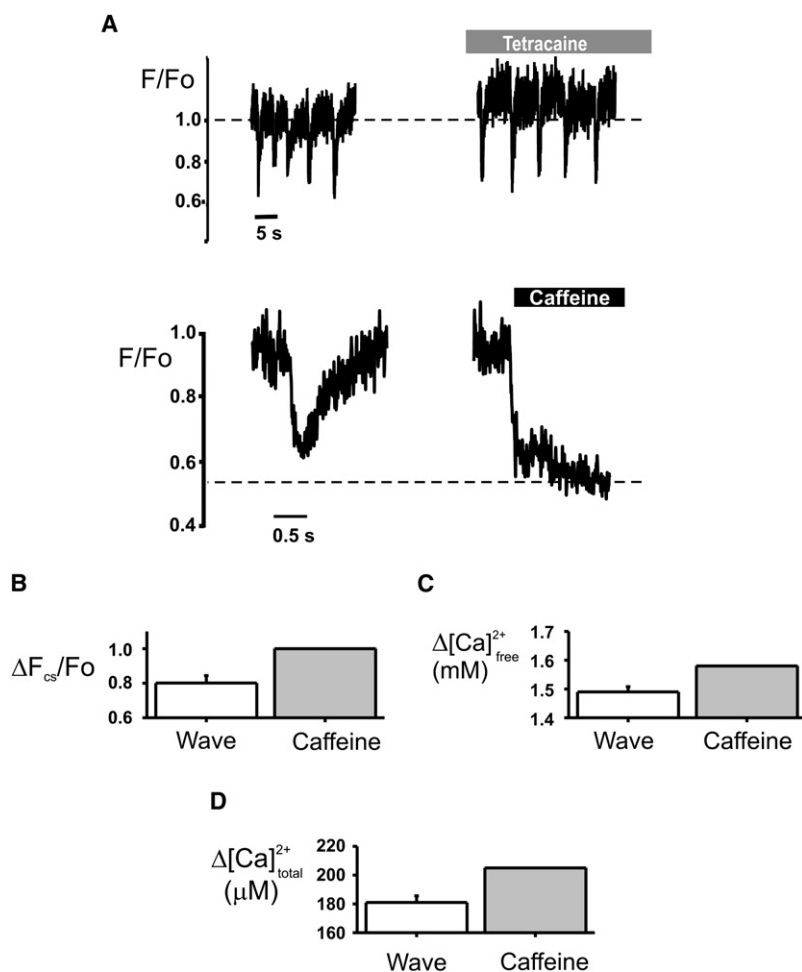 A
Tetracaine
F/Fo
1.0
0.8
0.6
5 s
Caffeine
F/Fo
1.0
0.8
0.6
0.4
0.5 s
B
ΔFcs/Fo
1.0
0.8
0.6
Wave Caffeine
C
Δ[Ca]2+free
(mM)
1.7
1.6
1.5
1.4
Wave Caffeine
D
Δ[Ca]2+total
(μM)
220
200
180
160
Wave Caffeine